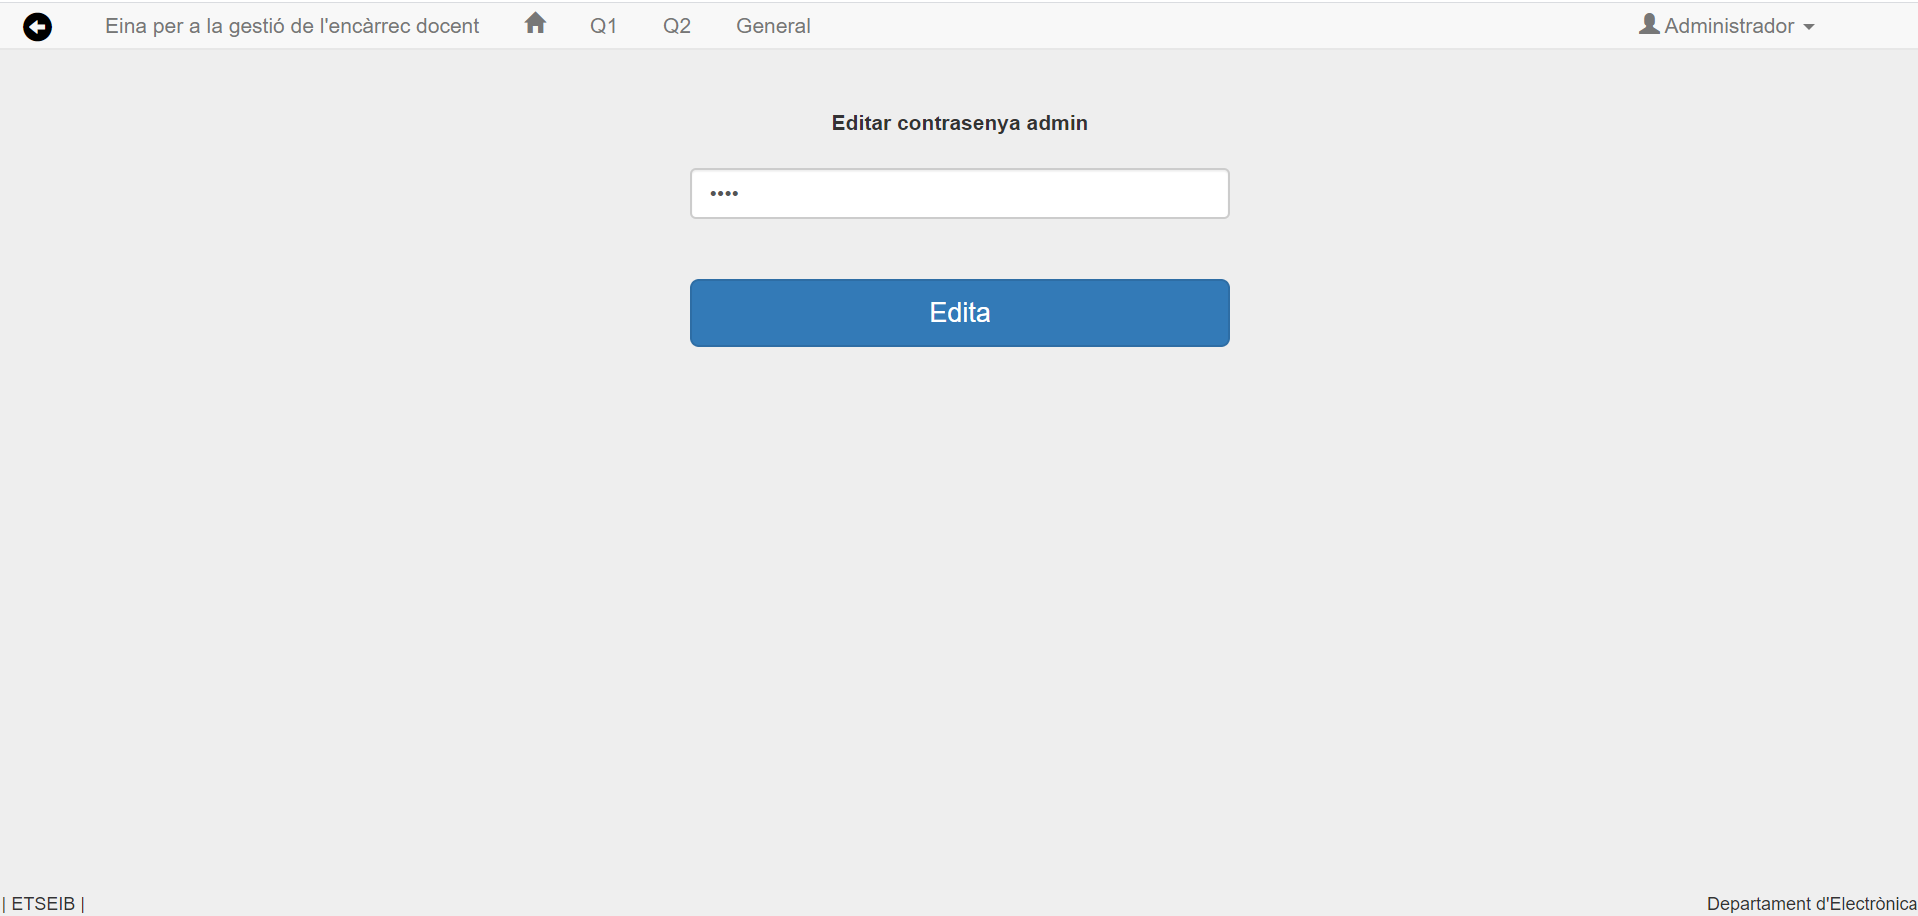 Eina per a la gestió de l'encàrrec docent Q1 Q2 General Administrador
Editar contrasenya admin
••••
Edita
| ETSEIB | Departament d'Electrònica